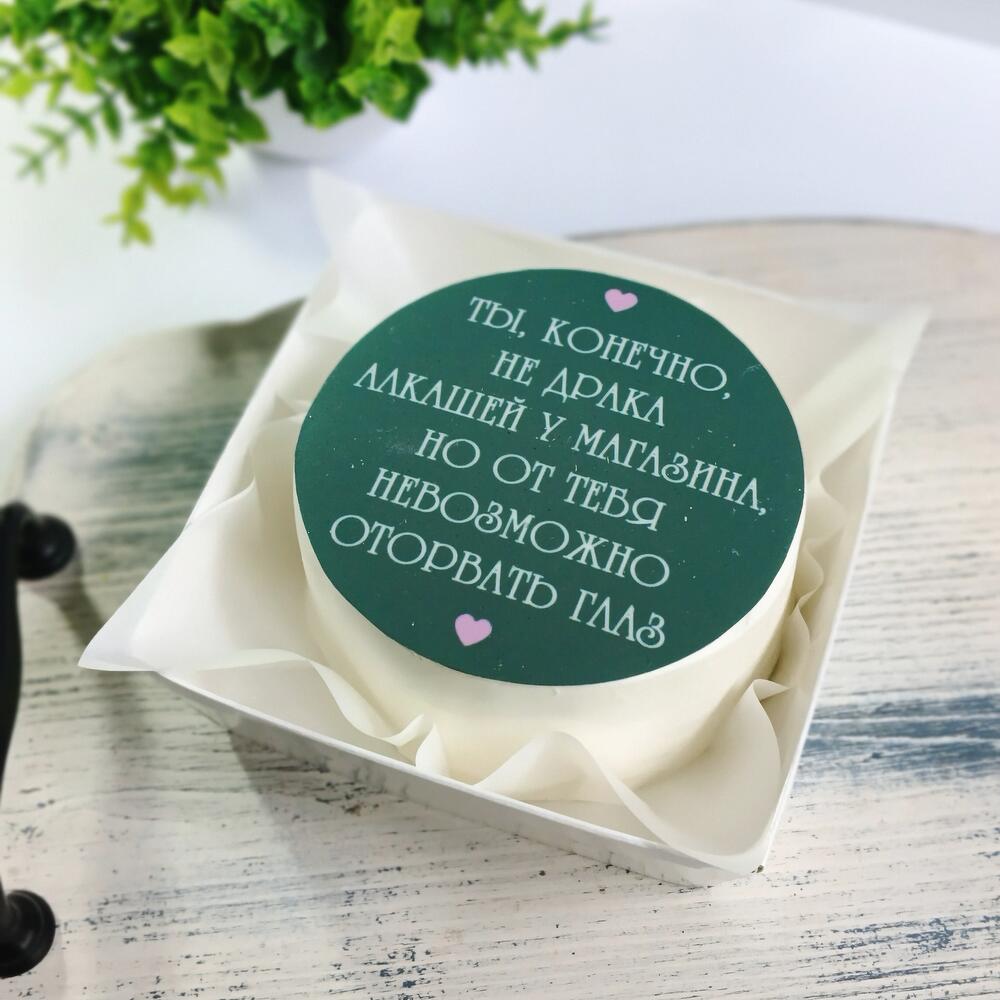 ТЫ, КОНЕЧНО,
НЕ ДРАКА
АЛКАШЕЙ У МАГАЗИНА,
НО ОТ ТЕБЯ
НЕВОЗМОЖНО
ОТОРВАТЬ ГЛАЗ